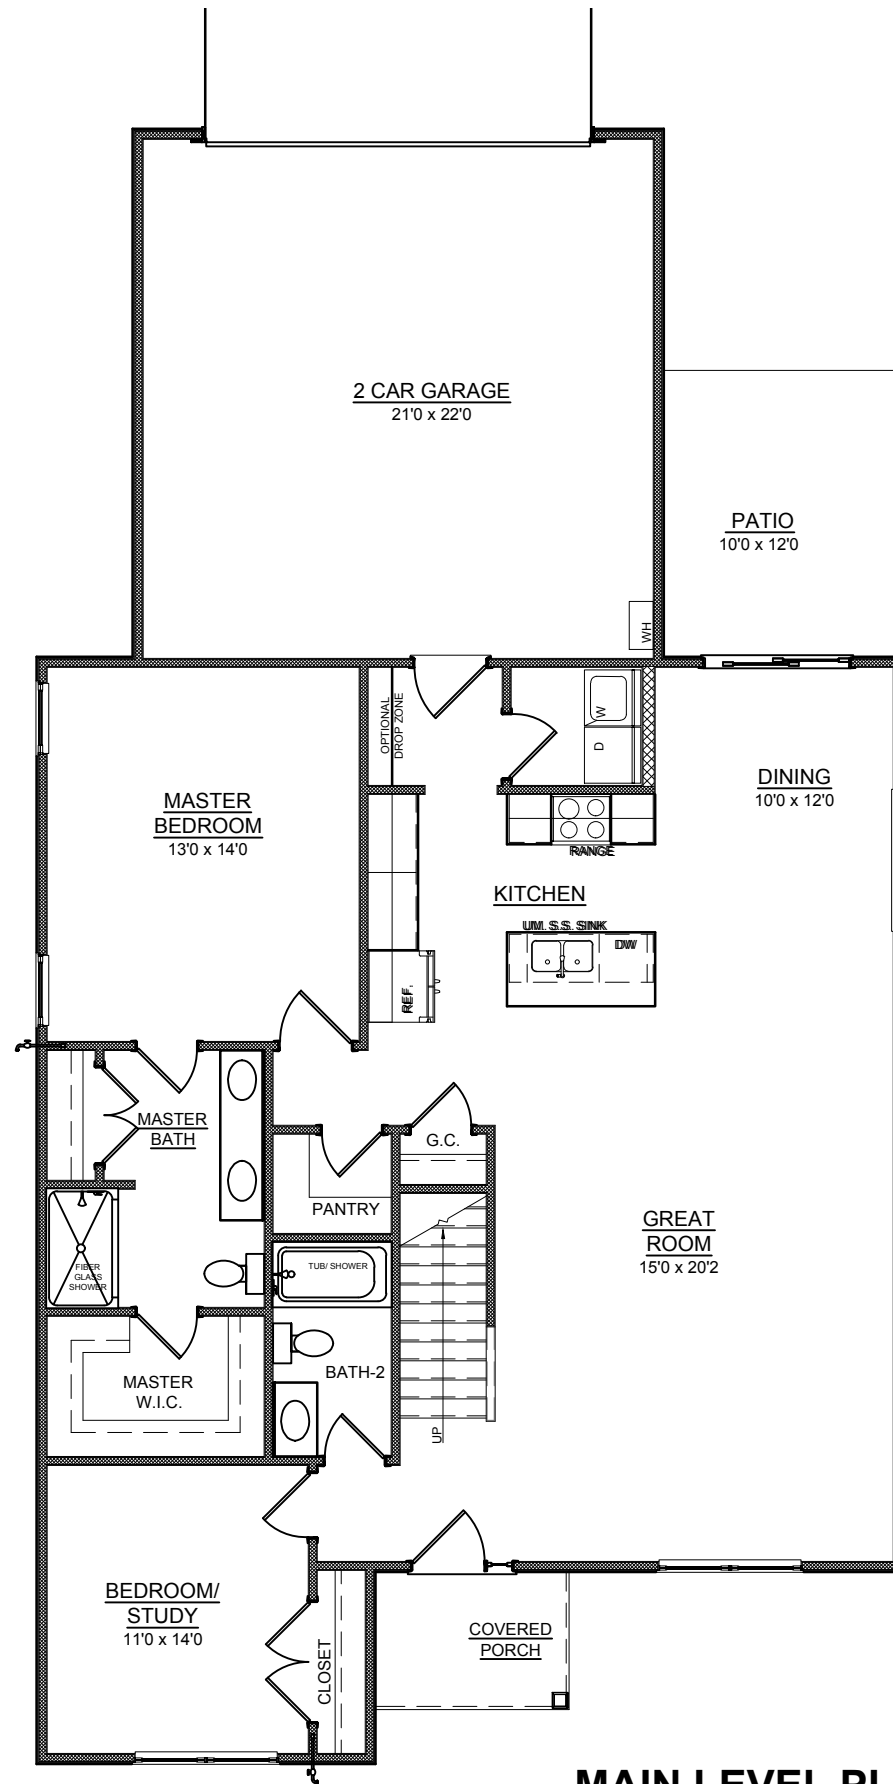 2 CAR GARAGE
21'0 x 22'0
PATIO
10'0 x 12'0
WH
OPTIONAL
DROP ZONE
W
D
DINING
10'0 x 12'0
MASTER
BEDROOM
13'0 x 14'0
RANGE
KITCHEN
UM. S.S. SINK
DW
REF.
MASTER
BATH
G.C.
PANTRY
GREAT
ROOM
15'0 x 20'2
FIBER
GLASS
SHOWER
TUB/ SHOWER
BATH-2
MASTER
W.I.C.
UP
BEDROOM/
STUDY
11'0 x 14'0
CLOSET
COVERED
PORCH
MAIN LEVEL